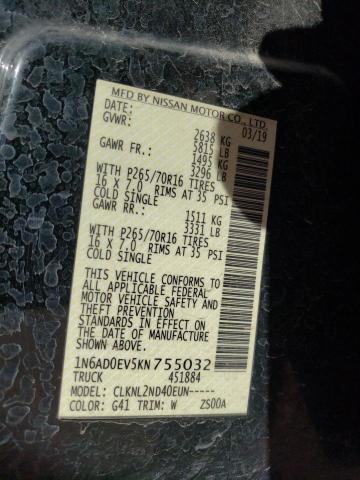 MFD BY NISSAN MOTOR CO., LTD.
DATE: 03/19
GVWR: 2638 KG
5815 LB
GAWR FR.: 1495 KG
3296 LB
WITH P265/70R16 TIRES
16 X 7.0 RIMS AT 35 PSI
COLD SINGLE
GAWR RR.: 1511 KG
3331 LB
WITH P265/70R16 TIRES
16 X 7.0 RIMS AT 35 PSI
COLD SINGLE
THIS VEHICLE CONFORMS TO
ALL APPLICABLE FEDERAL
MOTOR VEHICLE SAFETY AND
THEFT PREVENTION
STANDARDS IN EFFECT ON
THE DATE OF MANUFACTURE
SHOWN ABOVE.
1N6AD0EV5KN755032
TRUCK 451884
MODEL: CLKNL2ND40EUN-----
COLOR: G41 TRIM: W ZS00A